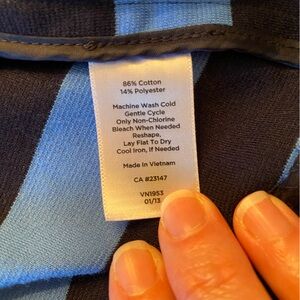 86% Cotton
14% Polyester
Machine Wash Cold
Gentle Cycle
Only Non-Chlorine
Bleach When Needed
Reshape,
Lay Flat To Dry
Cool Iron, if Needed
Made in Vietnam
CA #23147
VN1953
01/13